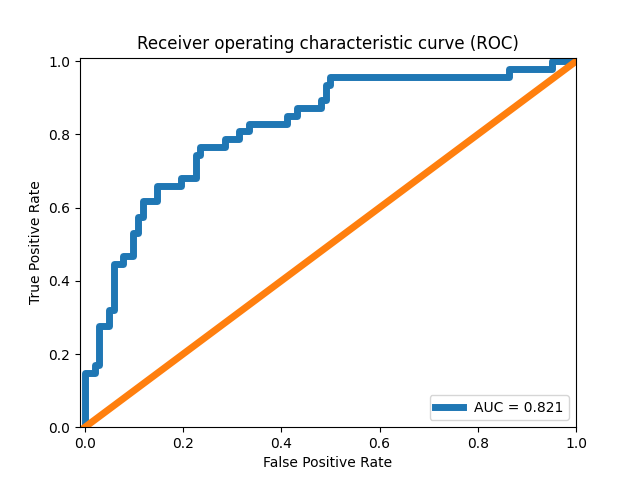 Receiver operating characteristic curve (ROC)
True Positive Rate
1.0
0.8
0.6
0.4
0.2
0.0
0.0 0.2 0.4 0.6 0.8 1.0
False Positive Rate
AUC = 0.821